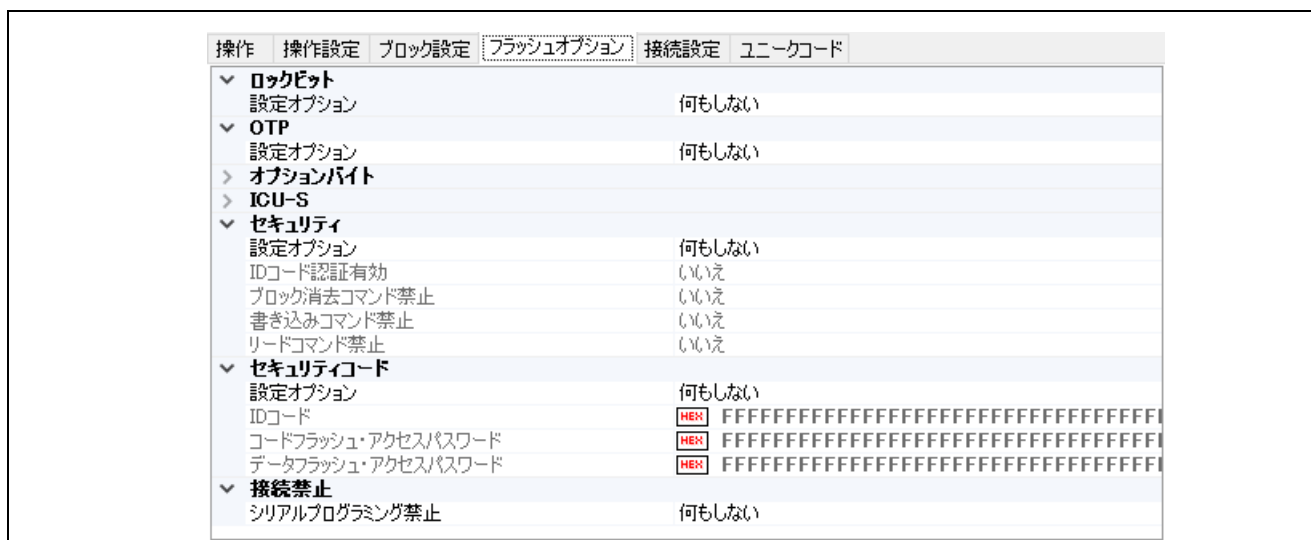 操作 操作設定 ブロック設定 フラッシュオプション 接続設定 ユニークコード
ロックビット
設定オプション 何もしない
OTP
設定オプション 何もしない
オプションバイト
ICU-S
セキュリティ
設定オプション 何もしない
IDコード認証有効 いいえ
ブロック消去コマンド禁止 いいえ
書き込みコマンド禁止 いいえ
リードコマンド禁止 いいえ
セキュリティコード
設定オプション 何もしない
IDコード HEX FFFFFFFFFFFFFFFFFFFFFFFFFFFFFFFF
コードフラッシュ・アクセスパスワード HEX FFFFFFFFFFFFFFFFFFFFFFFFFFFFFFFF
データフラッシュ・アクセスパスワード HEX FFFFFFFFFFFFFFFFFFFFFFFFFFFFFFFF
接続禁止
シリアルプログラミング禁止 何もしない